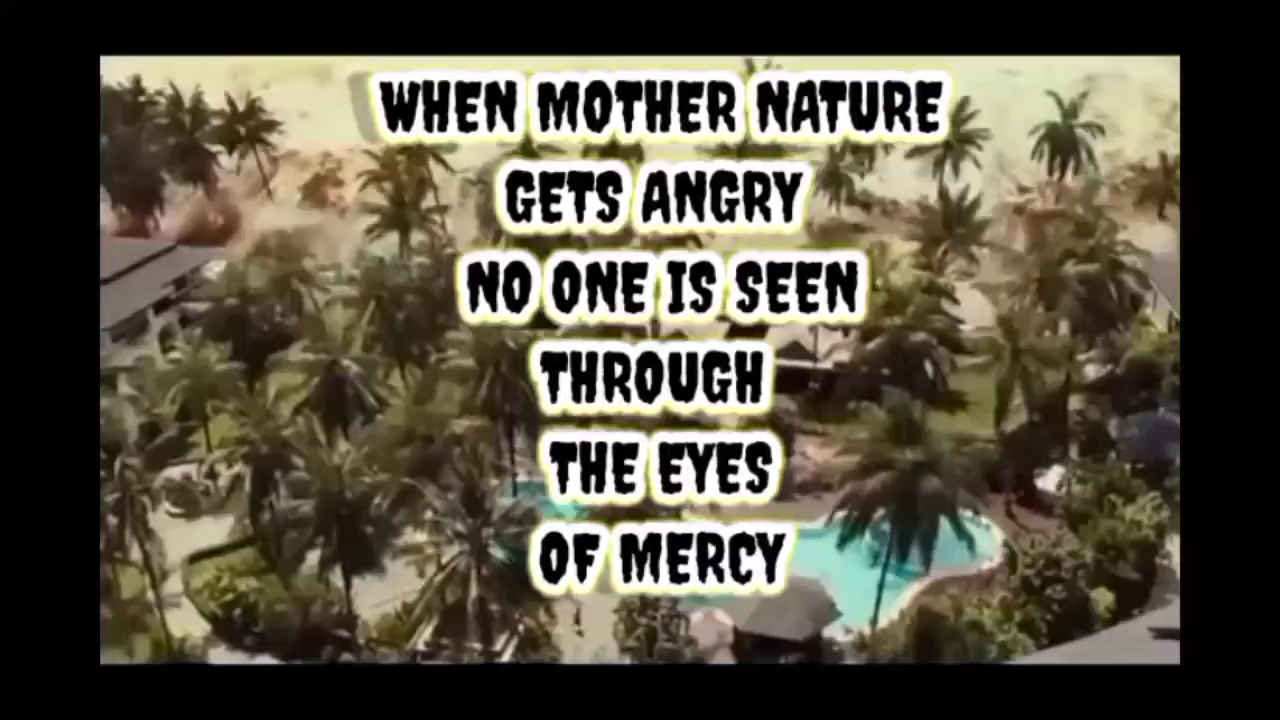 WHEN MOTHER NATURE
GETS ANGRY
NO ONE IS SEEN
THROUGH
THE EYES
OF MERCY